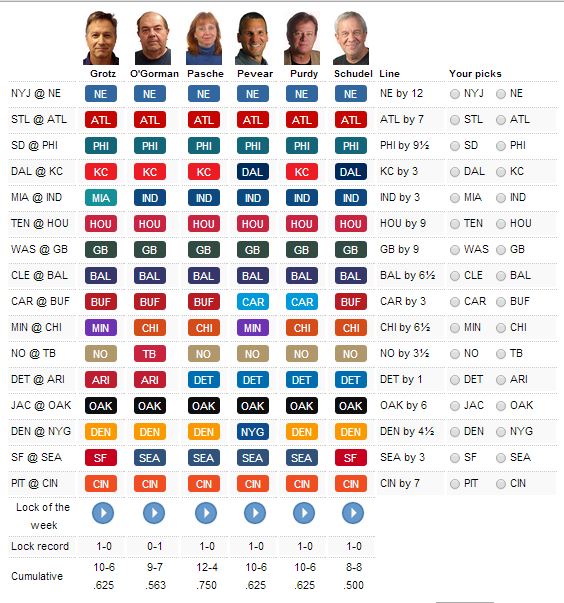 Grotz O'Gorman Pasche Pevear Purdy Schudel Line Your picks
NYJ @ NE NE NE NE NE NE NE NE by 12 NYJ NE
STL @ ATL ATL ATL ATL ATL ATL ATL ATL by 7 STL ATL
SD @ PHI PHI PHI PHI PHI PHI PHI PHI by 9½ SD PHI
DAL @ KC KC KC KC DAL KC DAL KC by 3 DAL KC
MIA @ IND MIA IND IND IND IND IND IND by 3 MIA IND
TEN @ HOU HOU HOU HOU HOU HOU HOU HOU by 9 TEN HOU
WAS @ GB GB GB GB GB GB GB GB by 9 WAS GB
CLE @ BAL BAL BAL BAL BAL BAL BAL BAL by 6½ CLE BAL
CAR @ BUF BUF BUF BUF CAR CAR BUF CAR by 3 CAR BUF
MIN @ CHI MIN CHI CHI MIN CHI CHI CHI by 6½ MIN CHI
NO @ TB NO TB NO NO NO NO NO by 3½ NO TB
DET @ ARI ARI ARI DET DET DET DET DET by 1 DET ARI
JAC @ OAK OAK OAK OAK OAK OAK OAK OAK by 6 JAC OAK
DEN @ NYG DEN DEN DEN NYG DEN DEN DEN by 4½ DEN NYG
SF @ SEA SF SEA SEA SEA SEA SF SEA by 3 SF SEA
PIT @ CIN CIN CIN CIN CIN CIN CIN CIN by 7 PIT CIN
Lock of the
week
Lock record 1-0 0-1 1-0 1-0 1-0 1-0
Cumulative 10-6 9-7 12-4 10-6 10-6 8-8
.625 .563 .750 .625 .625 .500